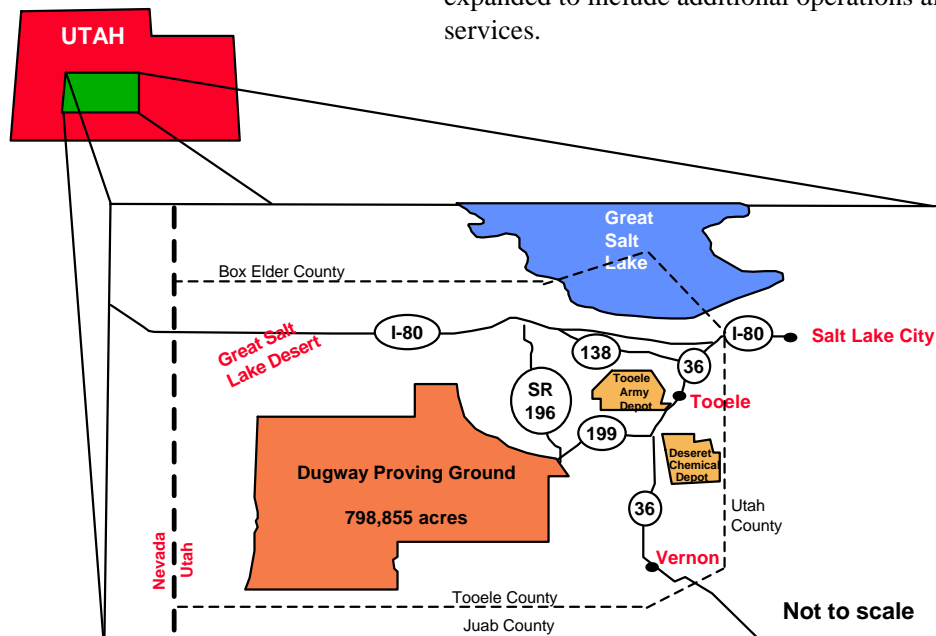 expanded to include additional operations a
services.
UTAH
Great
Salt
Lake
Box Elder County
I-80
Great Salt
Lake Desert
I-80
Salt Lake City
138
36
SR
196
Tooele
Army
Depot
Tooele
199
Deseret
Chemical
Depot
Dugway Proving Ground
798,855 acres
36
Utah
County
Nevada
Utah
Vernon
Tooele County
Juab County
Not to scale